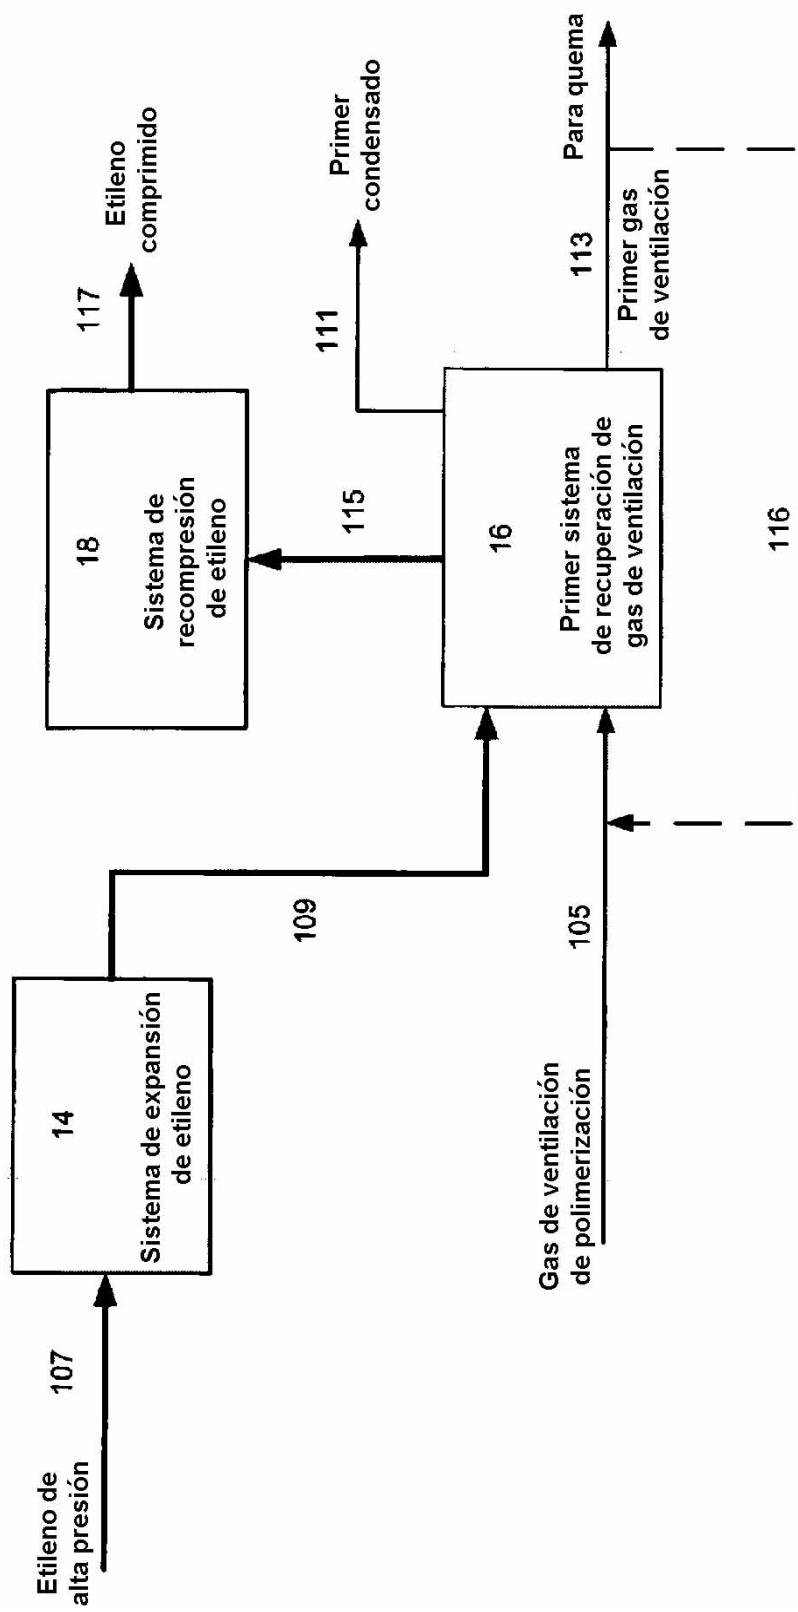 Etileno de
alta presión
107
14
Sistema de expansión
de etileno
109
18
Sistema de
recompresión
de etileno
117
Etileno
comprimido
115
111
Primer
condensado
Gas de ventilación
de polimerización
105
16
Primer sistema
de recuperación de
gas de ventilación
113
Primer gas
de ventilación
Para quema
116